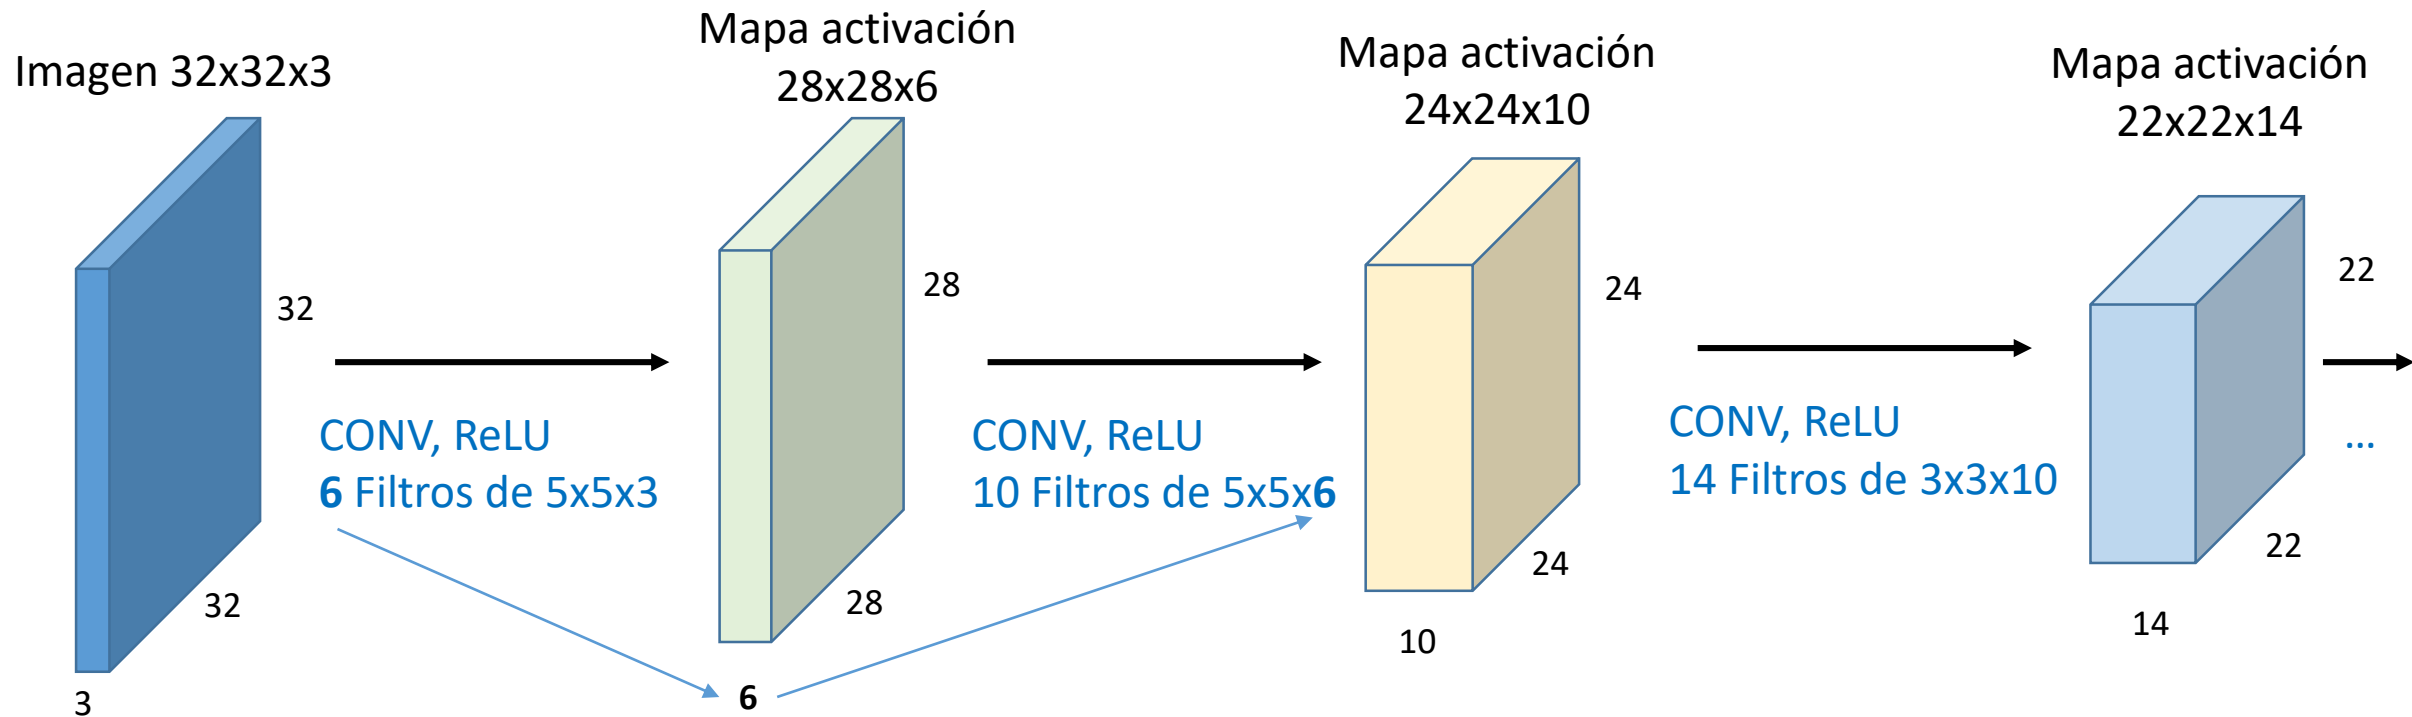 Imagen 32x32x3
32
32
3
CONV, ReLU
6 Filtros de 5x5x3
Mapa activación
28x28x6
28
28
6
CONV, ReLU
10 Filtros de 5x5x6
Mapa activación
24x24x10
24
24
10
CONV, ReLU
14 Filtros de 3x3x10
Mapa activación
22x22x14
22
22
14
...